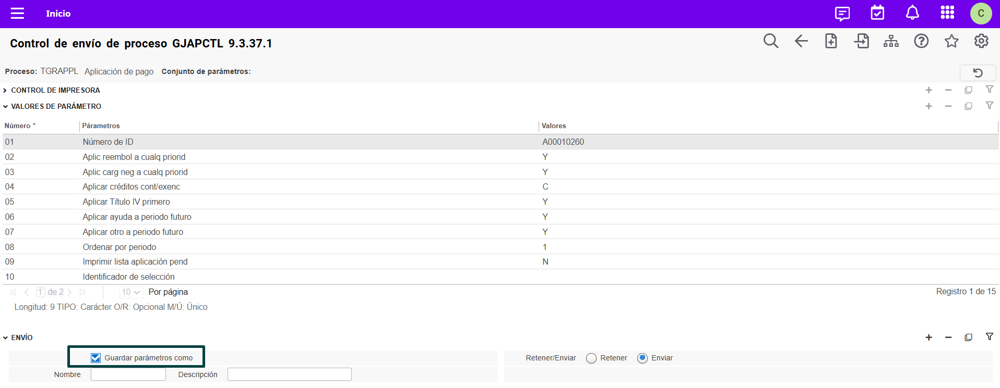 Inicio
C
Control de envío de proceso GJAPCTL 9.3.37.1
Proceso: TGRAPPL Aplicación de pago Conjunto de parámetros:
CONTROL DE IMPRESORA
VALORES DE PARÁMETRO
Número * Párametros Valores
01 Número de ID A00010260
02 Aplic reembol a cualq priorid Y
03 Aplic carg neg a cualq priorid Y
04 Aplicar créditos cont/exenc C
05 Aplicar Título IV primero Y
06 Aplicar ayuda a periodo futuro Y
07 Aplicar otro a periodo futuro Y
08 Ordenar por periodo 1
09 Imprimir lista aplicación pend N
10 Identificador de selección
1 de 2 10 Por página Registro 1 de 15
Longitud: 9 TIPO: Carácter O/R: Opcional M/Ú: Único
ENVÍO
Guardar parámetros como Retener/Enviar Retener Enviar
Nombre Descripción